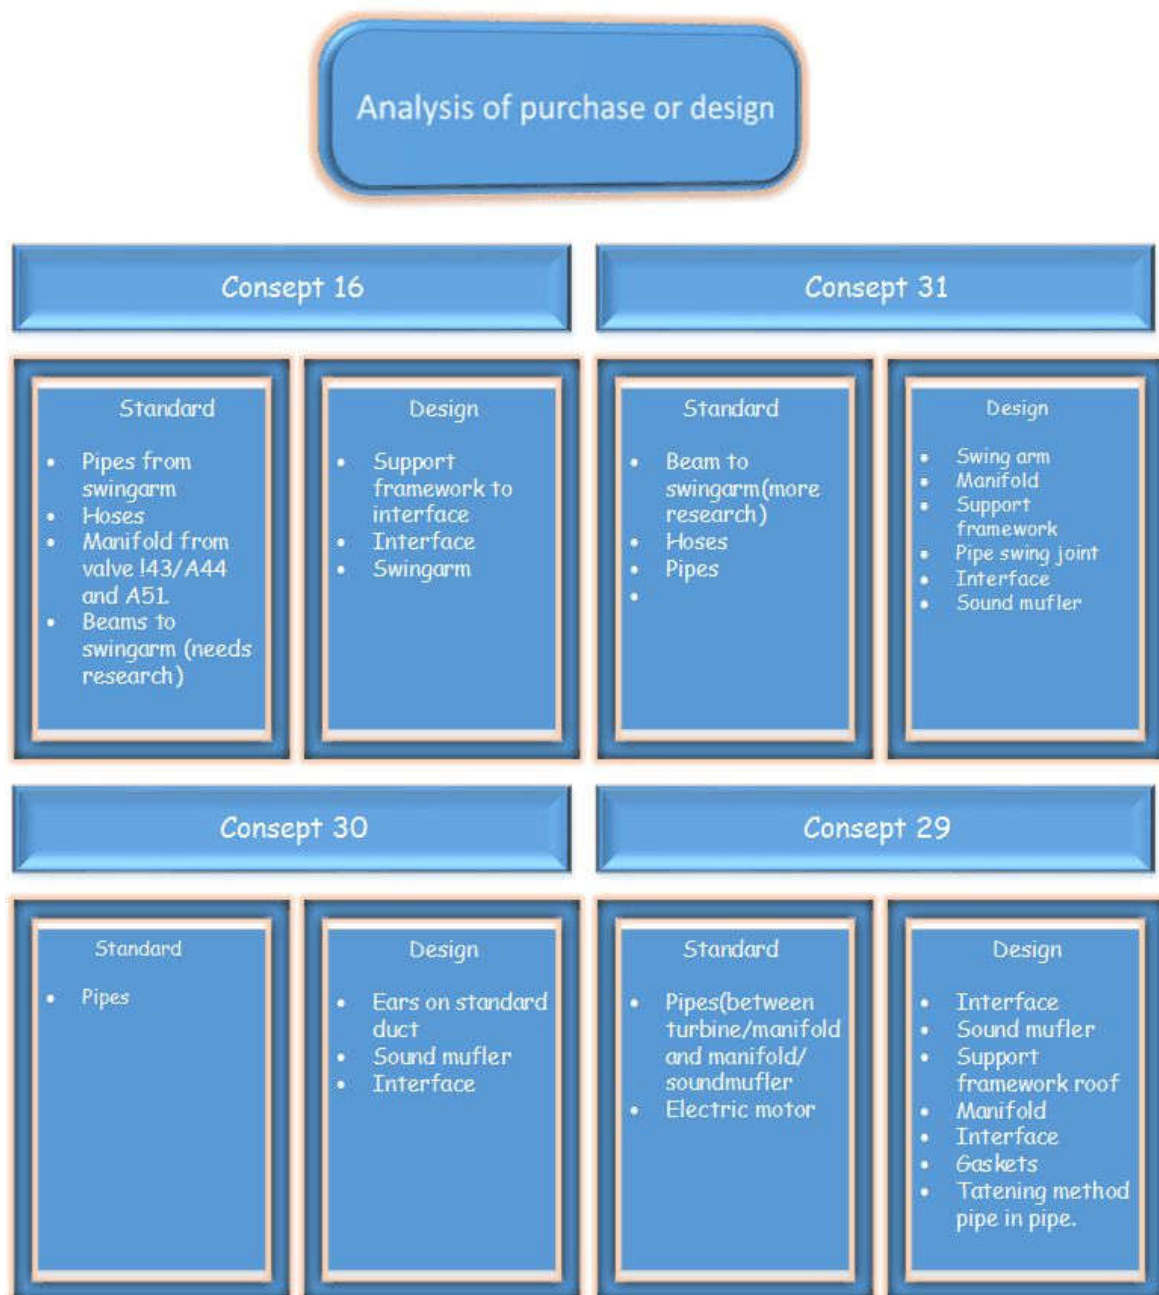 Analysis of purchase or design
Consept 16
Standard
• Pipes from
swingarm
• Hoses
• Manifold from
valve !43/A44
and A51.
• Beams to
swingarm (needs
research)
Design
• Support
framework to
interface
• Interface
• Swingarm
Consept 31
Standard
• Beam to
swingarm(more
research)
• Hoses
• Pipes
•
Design
• Swing arm
• Manifold
• Support
framework
• Pipe swing joint
• Interface
• Sound mufler
Consept 30
Standard
• Pipes
Design
• Ears on standard
duct
• Sound mufler
• Interface
Consept 29
Standard
• Pipes(between
turbine/manifold
and manifold/
soundmufler
• Electric motor
Design
• Interface
• Sound mufler
• Support
framework roof
• Manifold
• Interface
• Gaskets
• Tatening method
pipe in pipe.